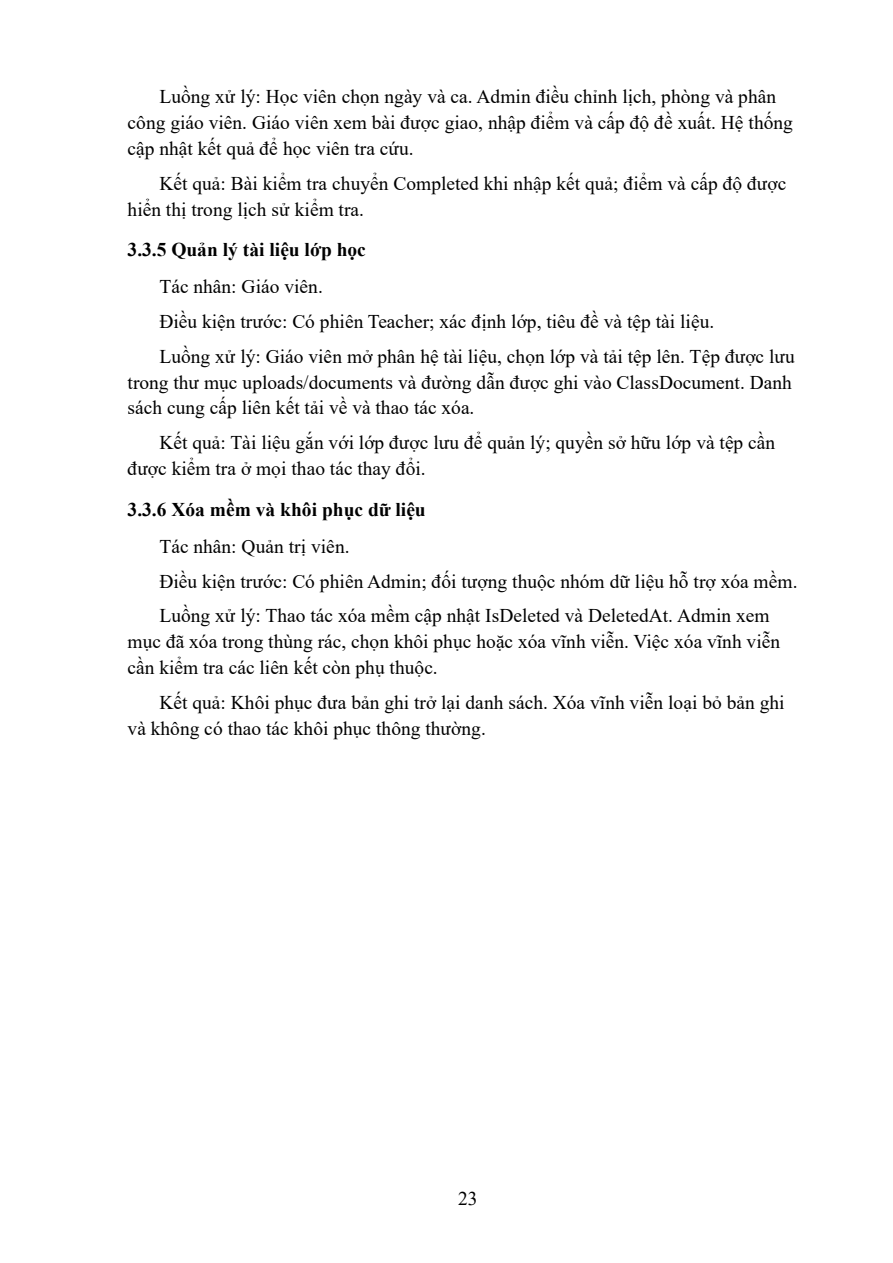 Luồng xử lý: Học viên chọn ngày và ca. Admin điều chỉnh lịch, phòng và phân
công giáo viên. Giáo viên xem bài được giao, nhập điểm và cấp độ đề xuất. Hệ thống
cập nhật kết quả để học viên tra cứu.
Kết quả: Bài kiểm tra chuyển Completed khi nhập kết quả; điểm và cấp độ được
hiển thị trong lịch sử kiểm tra.
3.3.5 Quản lý tài liệu lớp học
Tác nhân: Giáo viên.
Điều kiện trước: Có phiên Teacher; xác định lớp, tiêu đề và tệp tài liệu.
Luồng xử lý: Giáo viên mở phân hệ tài liệu, chọn lớp và tải tệp lên. Tệp được lưu
trong thư mục uploads/documents và đường dẫn được ghi vào ClassDocument. Danh
sách cung cấp liên kết tải về và thao tác xóa.
Kết quả: Tài liệu gắn với lớp được lưu để quản lý; quyền sở hữu lớp và tệp cần
được kiểm tra ở mọi thao tác thay đổi.
3.3.6 Xóa mềm và khôi phục dữ liệu
Tác nhân: Quản trị viên.
Điều kiện trước: Có phiên Admin; đối tượng thuộc nhóm dữ liệu hỗ trợ xóa mềm.
Luồng xử lý: Thao tác xóa mềm cập nhật IsDeleted và DeletedAt. Admin xem
mục đã xóa trong thùng rác, chọn khôi phục hoặc xóa vĩnh viễn. Việc xóa vĩnh viễn
cần kiểm tra các liên kết còn phụ thuộc.
Kết quả: Khôi phục đưa bản ghi trở lại danh sách. Xóa vĩnh viễn loại bỏ bản ghi
và không có thao tác khôi phục thông thường.
23